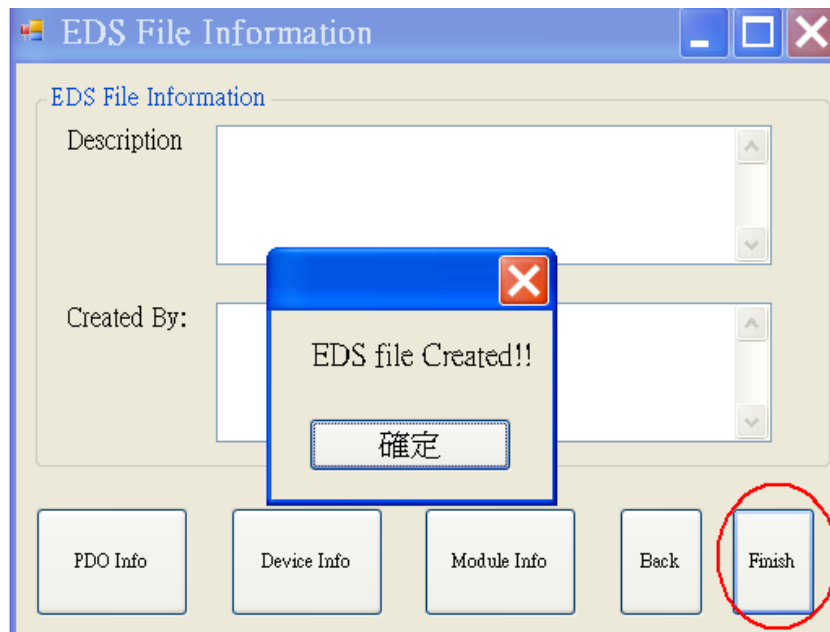 EDS File Information
EDS File Information
Description
Created By:
EDS file Created!!
確定
PDO Info
Device Info
Module Info
Back
Finish